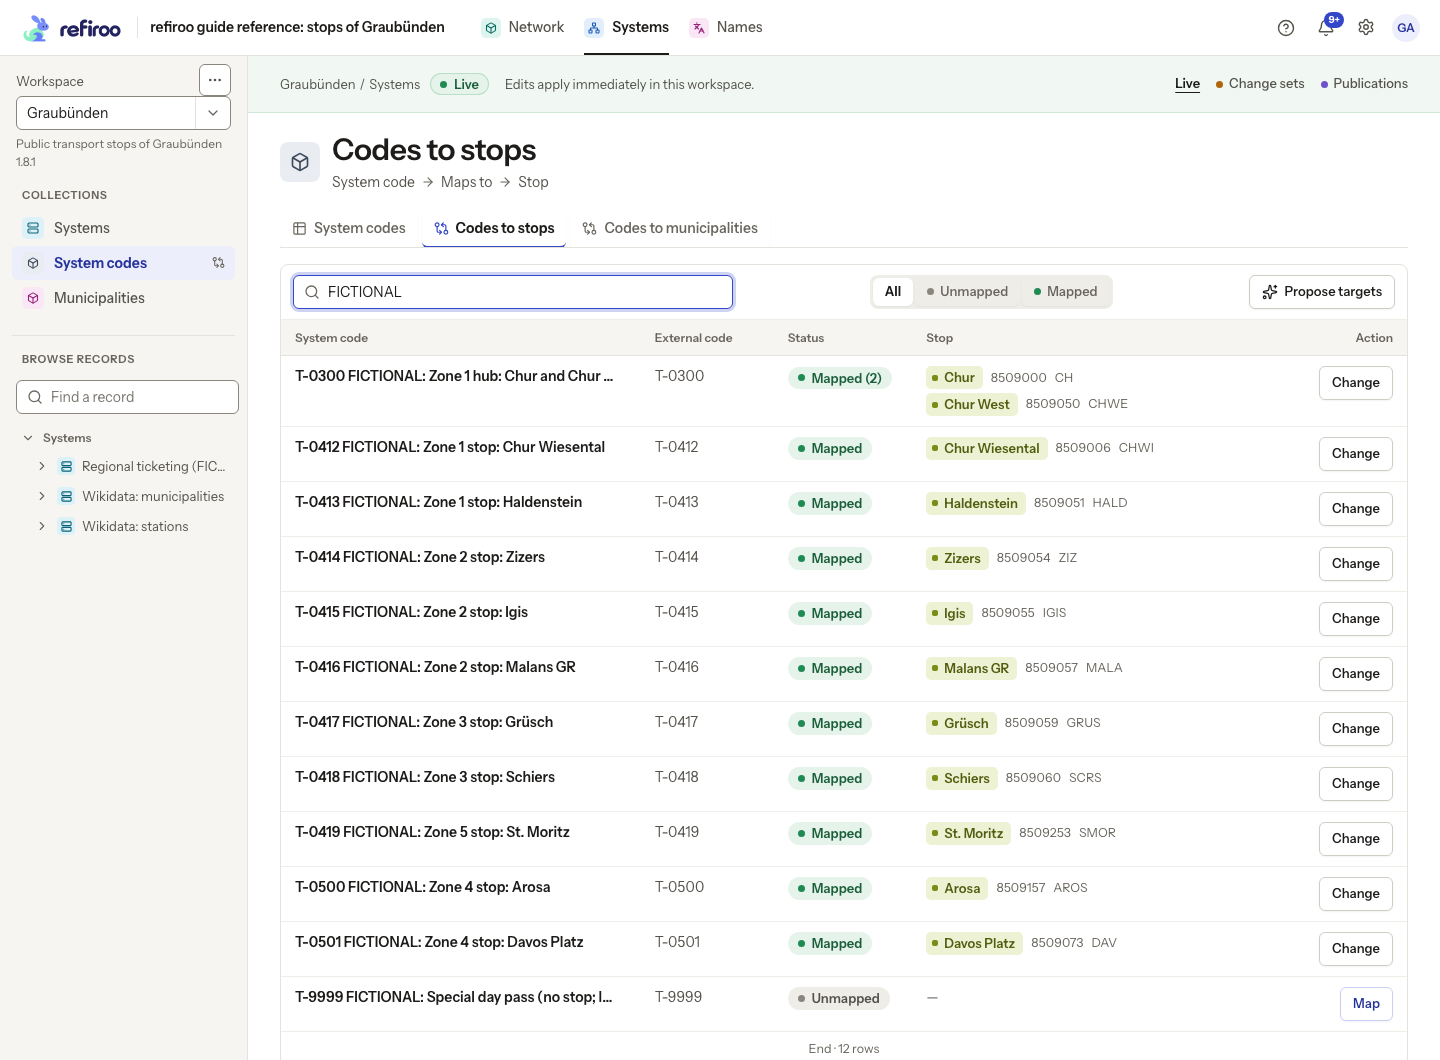 refiroo
refiroo guide reference: stops of Graubünden
Network
Systems
Names
9+
GA
Workspace
Graubünden
Public transport stops of Graubünden
1.8.1
COLLECTIONS
Systems
System codes
Municipalities
BROWSE RECORDS
Find a record
Systems
Regional ticketing (FIC...
Wikidata: municipalities
Wikidata: stations
Graubünden / Systems
Live
Edits apply immediately in this workspace.
Live
Change sets
Publications
Codes to stops
System code → Maps to → Stop
System codes
Codes to stops
Codes to municipalities
FICTIONAL
All
Unmapped
Mapped
Propose targets
System code External code Status Stop Action
T-0300 FICTIONAL: Zone 1 hub: Chur and Chur ... T-0300 Mapped (2) Chur 8509000 CH Change
Chur West 8509050 CHWE
T-0412 FICTIONAL: Zone 1 stop: Chur Wiesental T-0412 Mapped Chur Wiesental 8509006 CHWI Change
T-0413 FICTIONAL: Zone 1 stop: Haldenstein T-0413 Mapped Haldenstein 8509051 HALD Change
T-0414 FICTIONAL: Zone 2 stop: Zizers T-0414 Mapped Zizers 8509054 ZIZ Change
T-0415 FICTIONAL: Zone 2 stop: Igis T-0415 Mapped Igis 8509055 IGIS Change
T-0416 FICTIONAL: Zone 2 stop: Malans GR T-0416 Mapped Malans GR 8509057 MALA Change
T-0417 FICTIONAL: Zone 3 stop: Grüsch T-0417 Mapped Grüsch 8509059 GRUS Change
T-0418 FICTIONAL: Zone 3 stop: Schiers T-0418 Mapped Schiers 8509060 SCRS Change
T-0419 FICTIONAL: Zone 5 stop: St. Moritz T-0419 Mapped St. Moritz 8509253 SMOR Change
T-0500 FICTIONAL: Zone 4 stop: Arosa T-0500 Mapped Arosa 8509157 AROS Change
T-0501 FICTIONAL: Zone 4 stop: Davos Platz T-0501 Mapped Davos Platz 8509073 DAV Change
T-9999 FICTIONAL: Special day pass (no stop; l... T-9999 Unmapped — Map
End · 12 rows